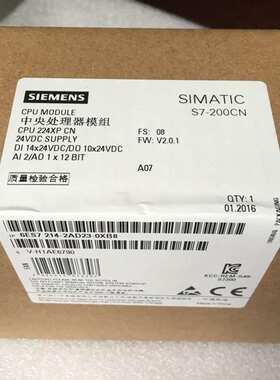 SIEMENS
SIMATIC
S7-200CN
CPU MODULE
中央处理器模组
CPU 224XP CN
24VDC SUPPLY
DI 14x24VDC/DO 10x24VDC
AI 2/AO 1 x 12 BIT
FS: 08
FW: V2.0.1
A07
质量检验合格
QTY: 1
01.2016
1P 6ES7 214-2AD23-0XB8
S V-H1AE6790